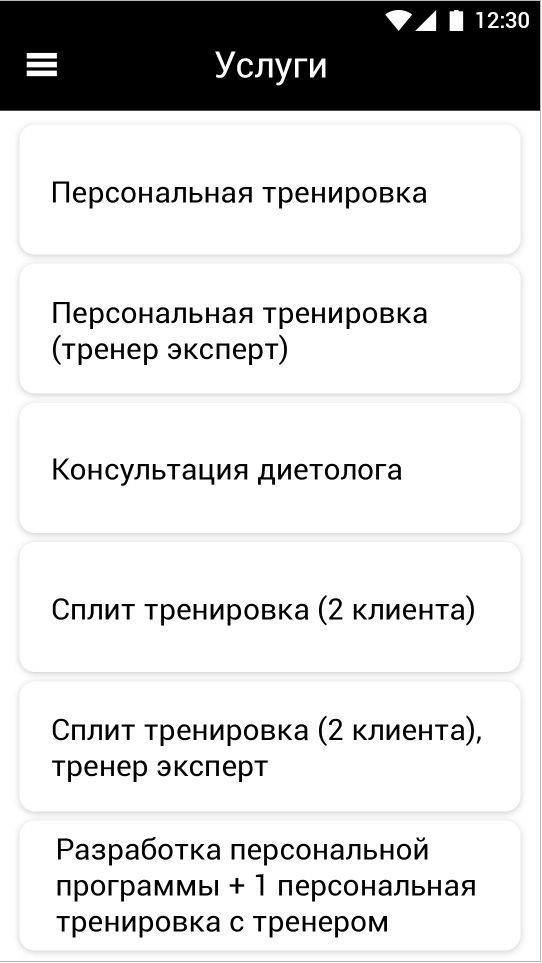 12:30
Услуги
Персональная тренировка
Персональная тренировка
(тренер эксперт)
Консультация диетолога
Сплит тренировка (2 клиента)
Сплит тренировка (2 клиента),
тренер эксперт
Разработка персональной
программы + 1 персональная
тренировка с тренером